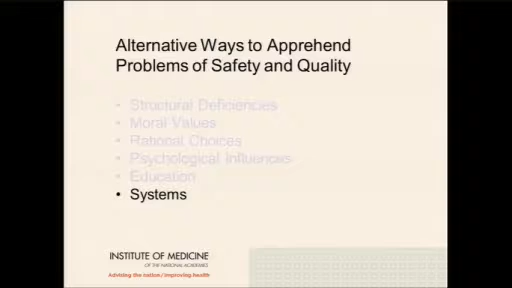 Alternative Ways to Apprehend
Problems of Safety and Quality
• Structural Deficiencies
• Moral Values
• Rational Choices
• Psychological Influences
• Education
• Systems
INSTITUTE OF MEDICINE
OF THE NATIONAL ACADEMIES
Advising the nation/Improving health